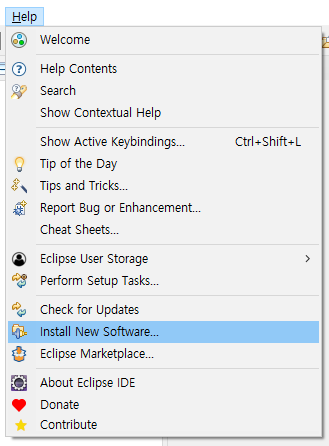 Help
Welcome
Help Contents
Search
Show Contextual Help
Show Active Keybindings... Ctrl+Shift+L
Tip of the Day
Tips and Tricks...
Report Bug or Enhancement...
Cheat Sheets...
Eclipse User Storage
Perform Setup Tasks...
Check for Updates
Install New Software...
Eclipse Marketplace...
About Eclipse IDE
Donate
Contribute